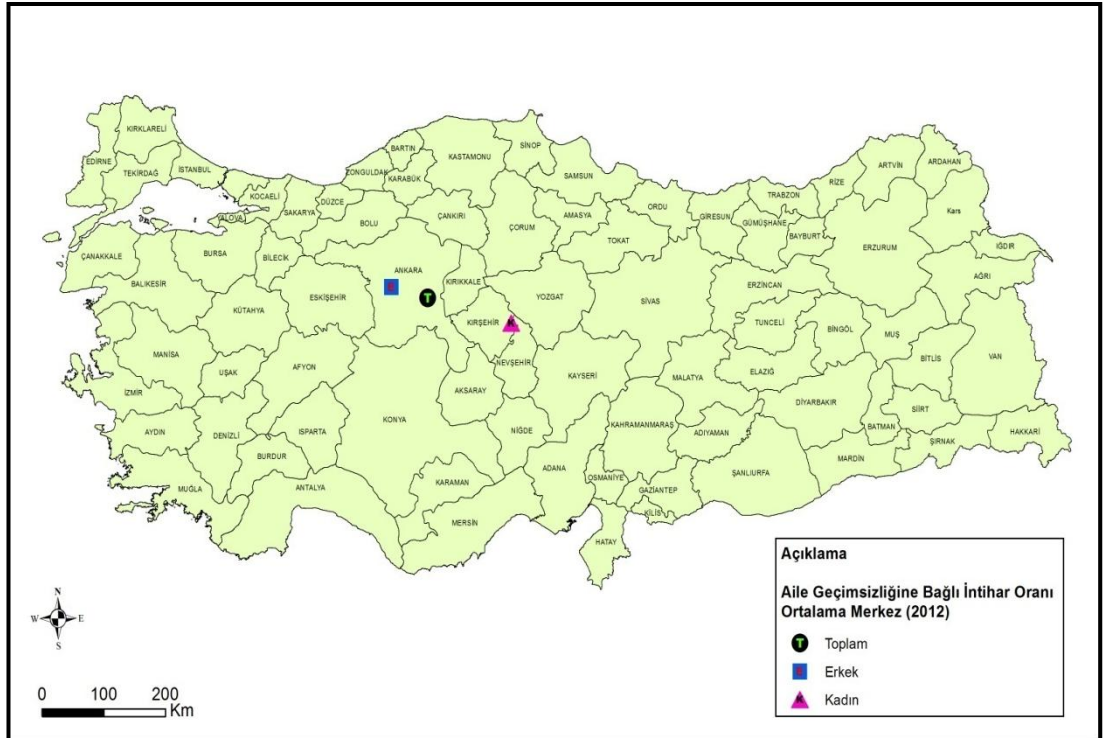 KIRKLARELİ
EDİRNE
TEKİRDAĞ
İSTANBUL
KOCAELİ
YALOVA
SAKARYA
DÜZCE
ZONGULDAK
BARTIN
KARABÜK
KASTAMONU
SİNOP
SAMSUN
BOLU
ÇANKIRI
ÇORUM
AMASYA
ORDU
TOKAT
GİRESUN
TRABZON
RİZE
ARTVİN
ARDAHAN
GÜMÜŞHANE
BAYBURT
Kars
IĞDIR
ERZURUM
AĞRI
ÇANAKKALE
BURSA
BİLECİK
BALIKESİR
KÜTAHYA
ESKİŞEHİR
ANKARA
KIRIKKALE
YOZGAT
SİVAS
ERZİNCAN
TUNCELİ
BİNGÖL
MUŞ
BİTLİS
VAN
T
K
KIRŞEHİR
NEVŞEHİR
KAYSERİ
MALATYA
ELAZIĞ
DİYARBAKIR
SİİRT
BATMAN
ŞIRNAK
HAKKARİ
MARDİN
MANİSA
UŞAK
AFYON
İZMİR
AYDIN
DENİZLİ
ISPARTA
BURDUR
KONYA
AKSARAY
NİĞDE
KAHRAMANMARAŞ
ADIYAMAN
ŞANLIURFA
MUĞLA
ANTALYA
KARAMAN
MERSİN
ADANA
OSMANİYE
GAZİANTEP
KİLİS
HATAY
N
W
E
S
0 100 200
Km
Açıklama
Aile Geçimsizliğine Bağlı İntihar Oranı
Ortalama Merkez (2012)
T Toplam
Erkek
K Kadın